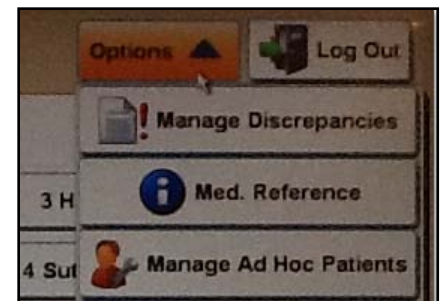 Options Log Out
Manage Discrepancies
Med. Reference
3 H
Manage Ad Hoc Patients
4 Sut